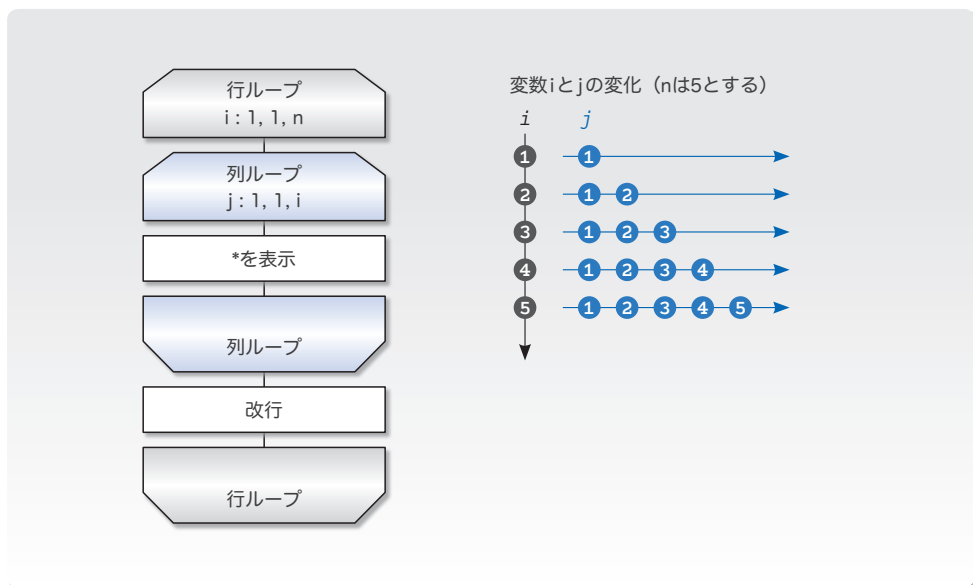 行ループ
i : 1, 1, n
列ループ
j : 1, 1, i
*を表示
列ループ
改行
行ループ
変数iとjの変化（nは5とする）
i j
1 1
2 1 2
3 1 2 3
4 1 2 3 4
5 1 2 3 4 5